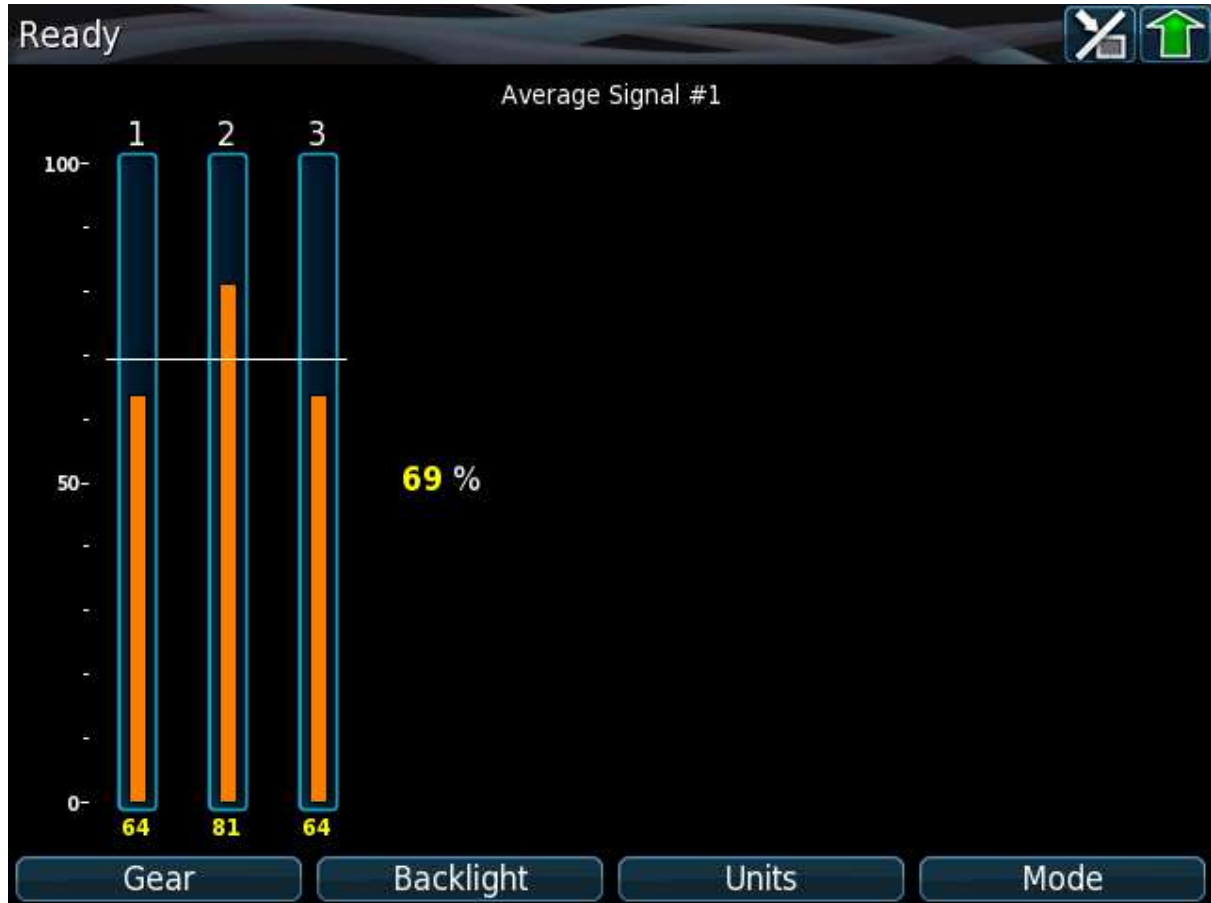 Ready
Average Signal #1
1 2 3
100-
50-
69 %
0-
64 81 64
Gear Backlight Units Mode